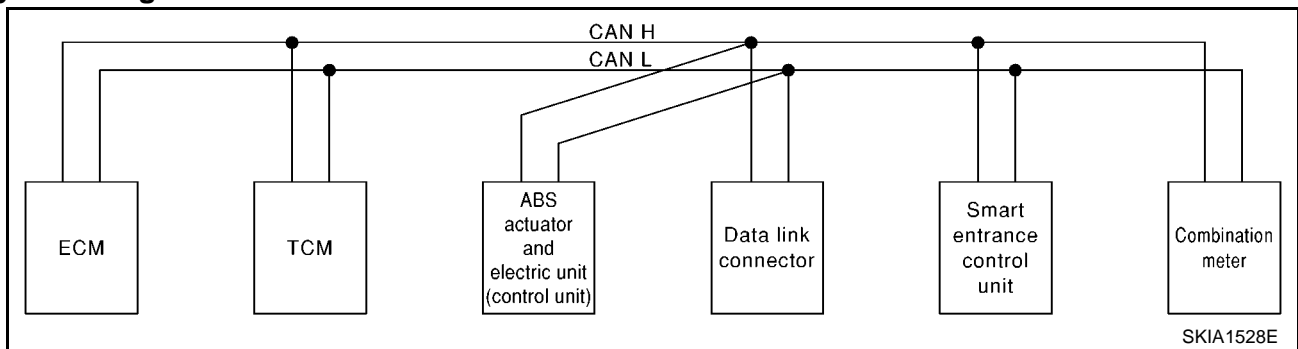 CAN H
CAN L
ECM
TCM
ABS
actuator
and
electric unit
(control unit)
Data link
connector
Smart
entrance
control
unit
Combination
meter
SKIA1528E